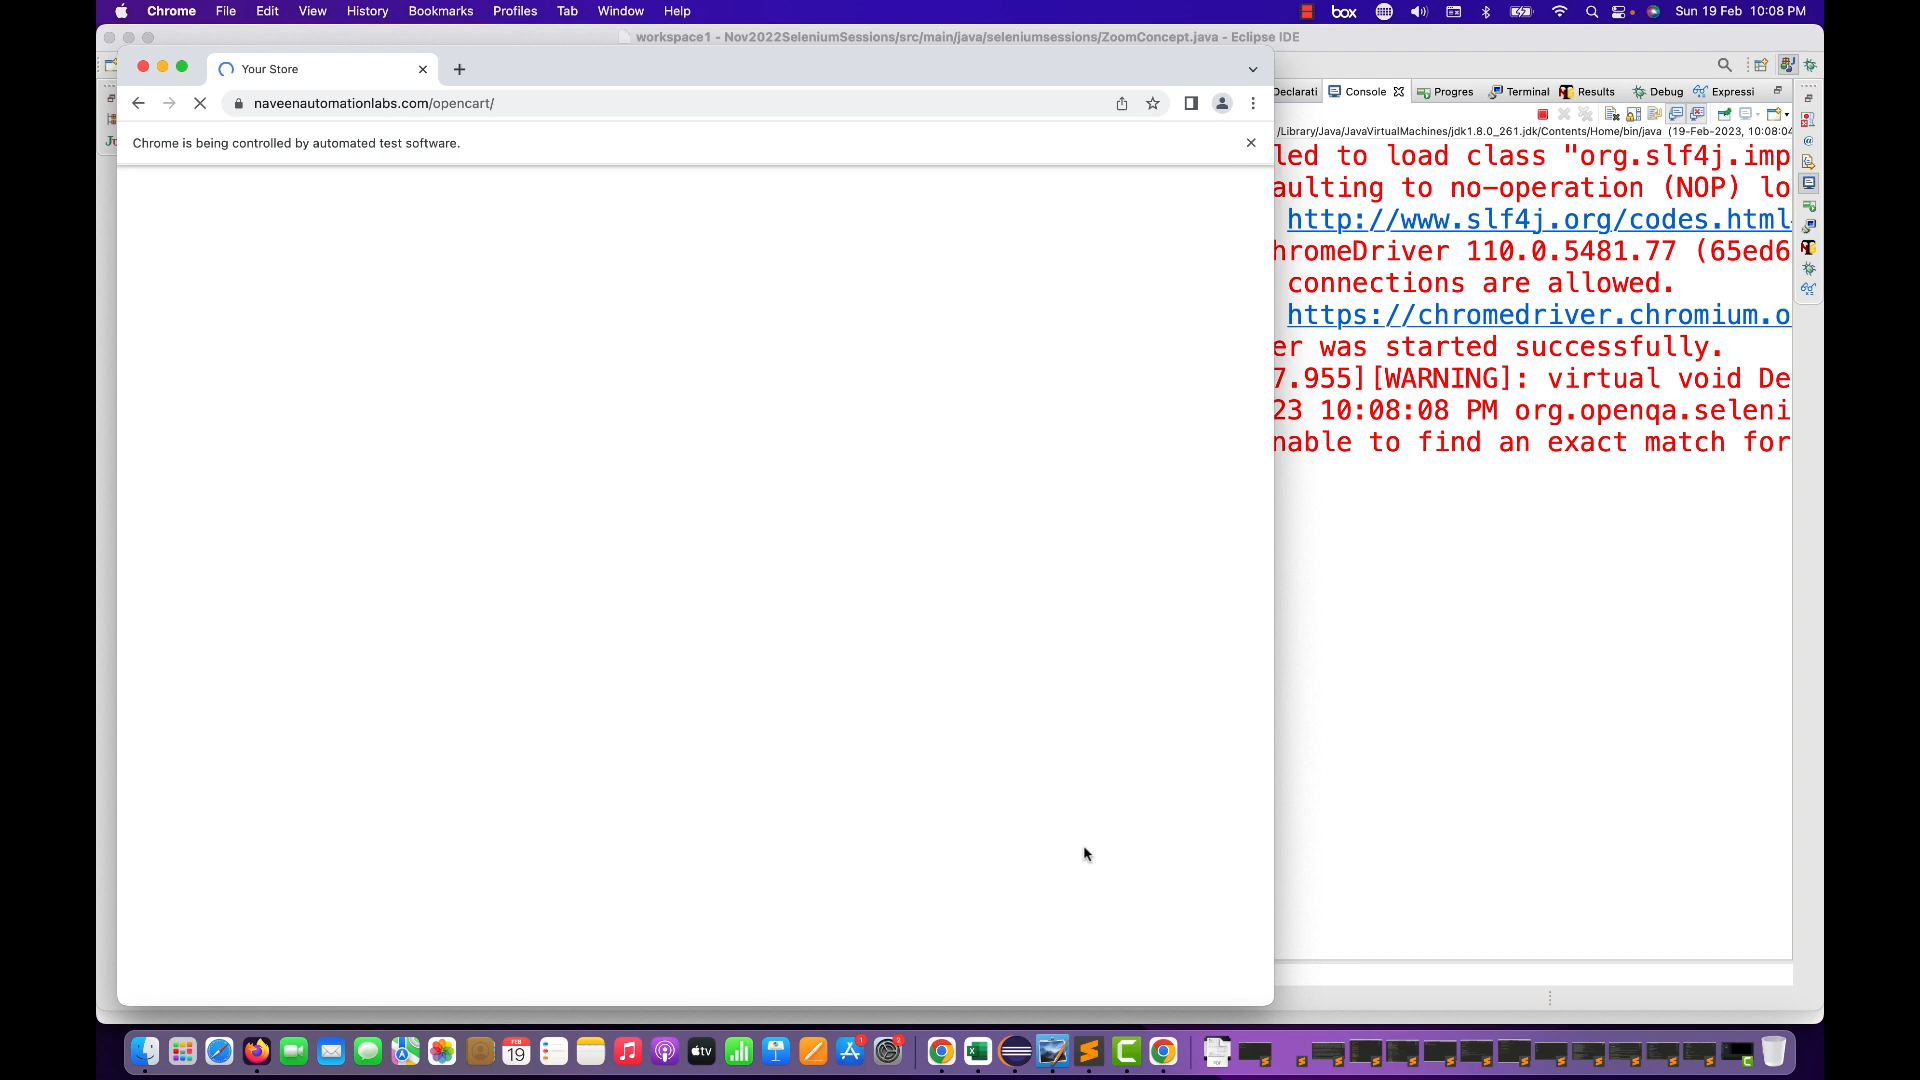 Chrome File Edit View History Bookmarks Profiles Tab Window Help box Sun 19 Feb 10:08 PM
workspace1 - Nov2022SeleniumSessions/src/main/java/seleniumsessions/ZoomConcept.java - Eclipse IDE
Your Store
naveenautomationlabs.com/opencart/
Chrome is being controlled by automated test software.
Declarati Console Progres Terminal Results Debug Expressi
/Library/Java/JavaVirtualMachines/jdk1.8.0_261.jdk/Contents/Home/bin/java (19-Feb-2023, 10:08:04
led to load class "org.slf4j.imp
aulting to no-operation (NOP) lo
http://www.slf4j.org/codes.html
hromeDriver 110.0.5481.77 (65ed6
connections are allowed.
https://chromedriver.chromium.o
er was started successfully.
7.955][WARNING]: virtual void De
23 10:08:08 PM org.openqa.seleni
nable to find an exact match for
Ju
FEB
19
tv
1
2